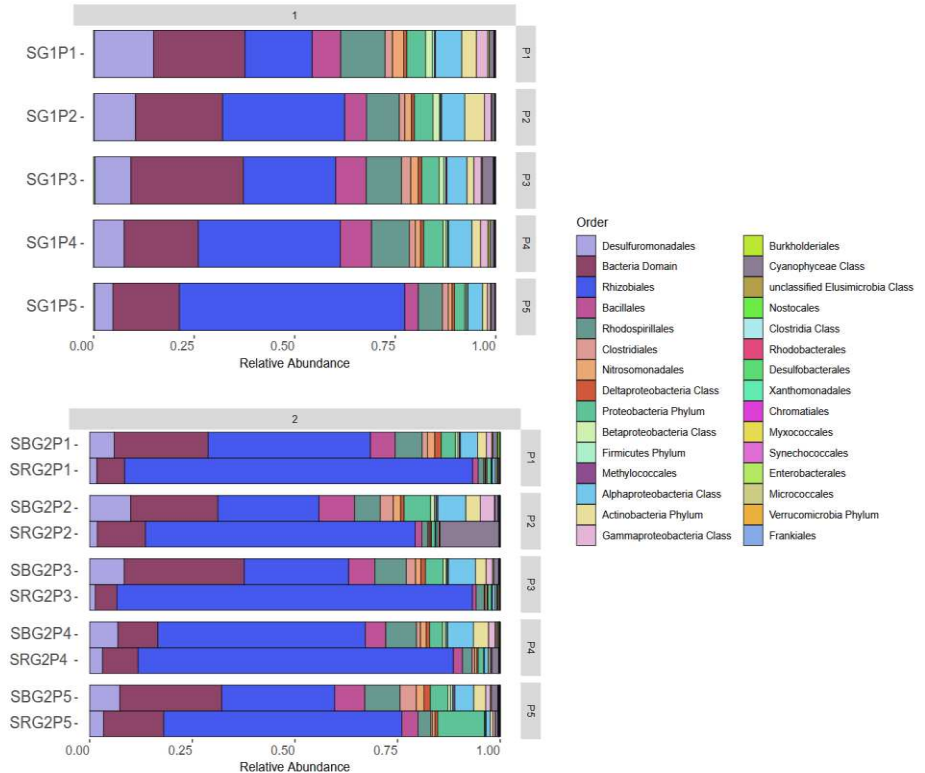 1
SG1P1-
P1
SG1P2-
P2
SG1P3-
P3
SG1P4-
P4
SG1P5-
P5
0.00 0.25 0.50 0.75 1.00
Relative Abundance
2
SBG2P1-
SRG2P1-
P1
SBG2P2-
SRG2P2-
P2
SBG2P3-
SRG2P3-
P3
SBG2P4-
SRG2P4-
P4
SBG2P5-
SRG2P5-
P5
0.00 0.25 0.50 0.75 1.00
Relative Abundance
Order
Desulfuromonadales
Bacteria Domain
Rhizobiales
Bacillales
Rhodospirillales
Clostridiales
Nitrosomonadales
Deltaproteobacteria Class
Proteobacteria Phylum
Betaproteobacteria Class
Firmicutes Phylum
Methylococcales
Alphaproteobacteria Class
Actinobacteria Phylum
Gammaproteobacteria Class
Burkholderiales
Cyanophyceae Class
unclassified Elusimicrobia Class
Nostocales
Clostridia Class
Rhodobacterales
Desulfobacterales
Xanthomonadales
Chromatiales
Myxococcales
Synechococcales
Enterobacterales
Micrococcales
Verrucomicrobia Phylum
Frankiales